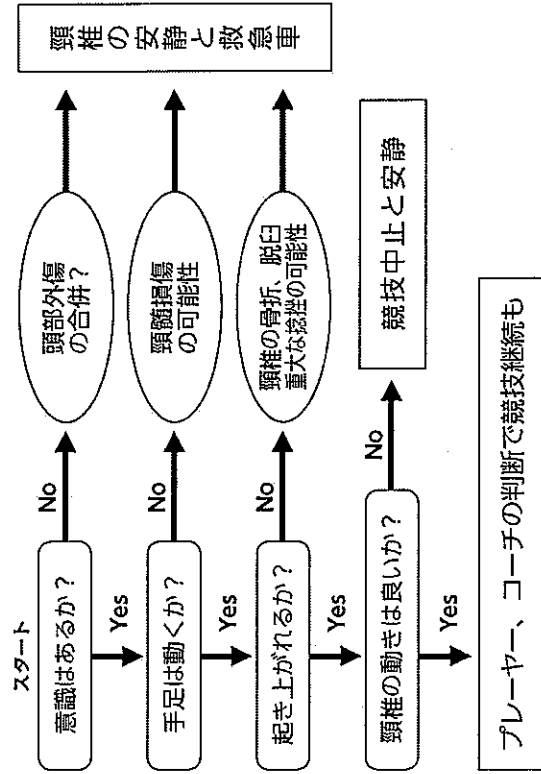 スタート
意識はあるか？
No
頭部外傷
の合併？
頸椎の安静と救急車
Yes
手足は動くか？
No
頸髄損傷
の可能性
Yes
起き上がれるか？
No
頸椎の骨折、脱臼
重大な捻挫の可能性
Yes
頸椎の動きは良いか？
No
競技中止と安静
Yes
プレーヤー、コーチの判断で競技継続も